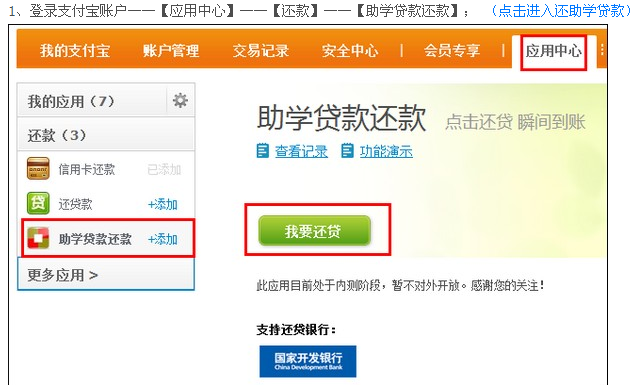 1、登录支付宝账户——【应用中心】——【还款】——【助学贷款还款】； （点击进入还助学贷款）
我的支付宝 账户管理 交易记录 安全中心 | 会员专享 | 应用中心
我的应用（7）
还款（3）
信用卡还款 已添加
贷 还贷款 +添加
助学贷款还款 +添加
更多应用 >
助学贷款还款 点击还贷 瞬间到账
查看记录 功能演示
我要还贷
此应用目前处于内测阶段，暂不对外开放。感谢您的关注！
支持还贷银行：
国家开发银行
China Development Bank